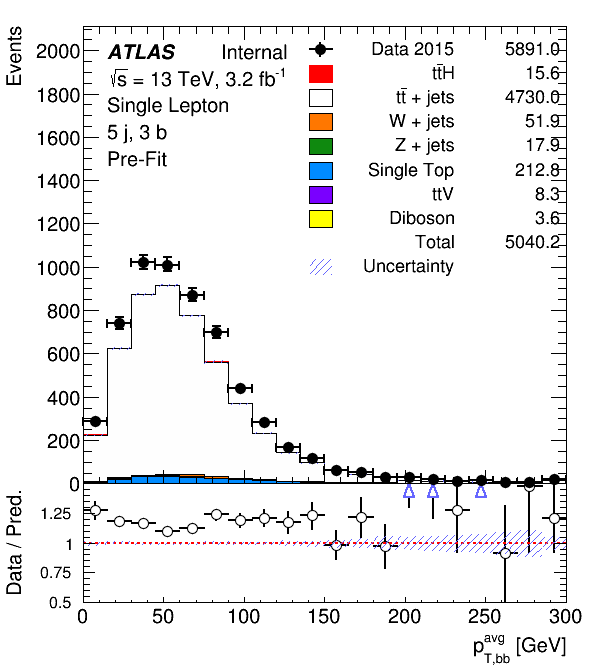 Events
2000
1800
1600
1400
1200
1000
800
600
400
200
0
ATLAS Internal
√s = 13 TeV, 3.2 fb⁻¹
Single Lepton
5 j, 3 b
Pre-Fit
Data 2015 5891.0
tt̄H 15.6
tt̄ + jets 4730.0
W + jets 51.9
Z + jets 17.9
Single Top 212.8
ttV 8.3
Diboson 3.6
Total 5040.2
Uncertainty
Data / Pred.
1.25
1
0.75
0.5
0 50 100 150 200 250 300
p_{T,bb}^{avg} [GeV]